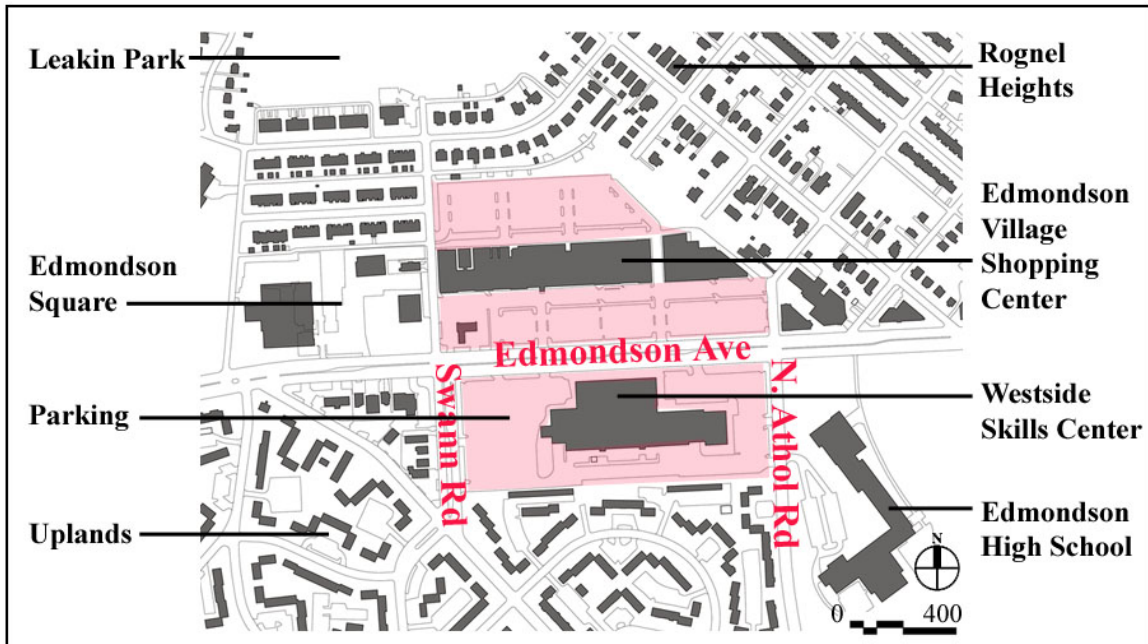 Leakin Park
Edmondson
Square
Parking
Uplands
Edmondson Ave
Swann Rd
N. Athol Rd
Rognel
Heights
Edmondson
Village
Shopping
Center
Westside
Skills Center
Edmondson
High School
N
0 400